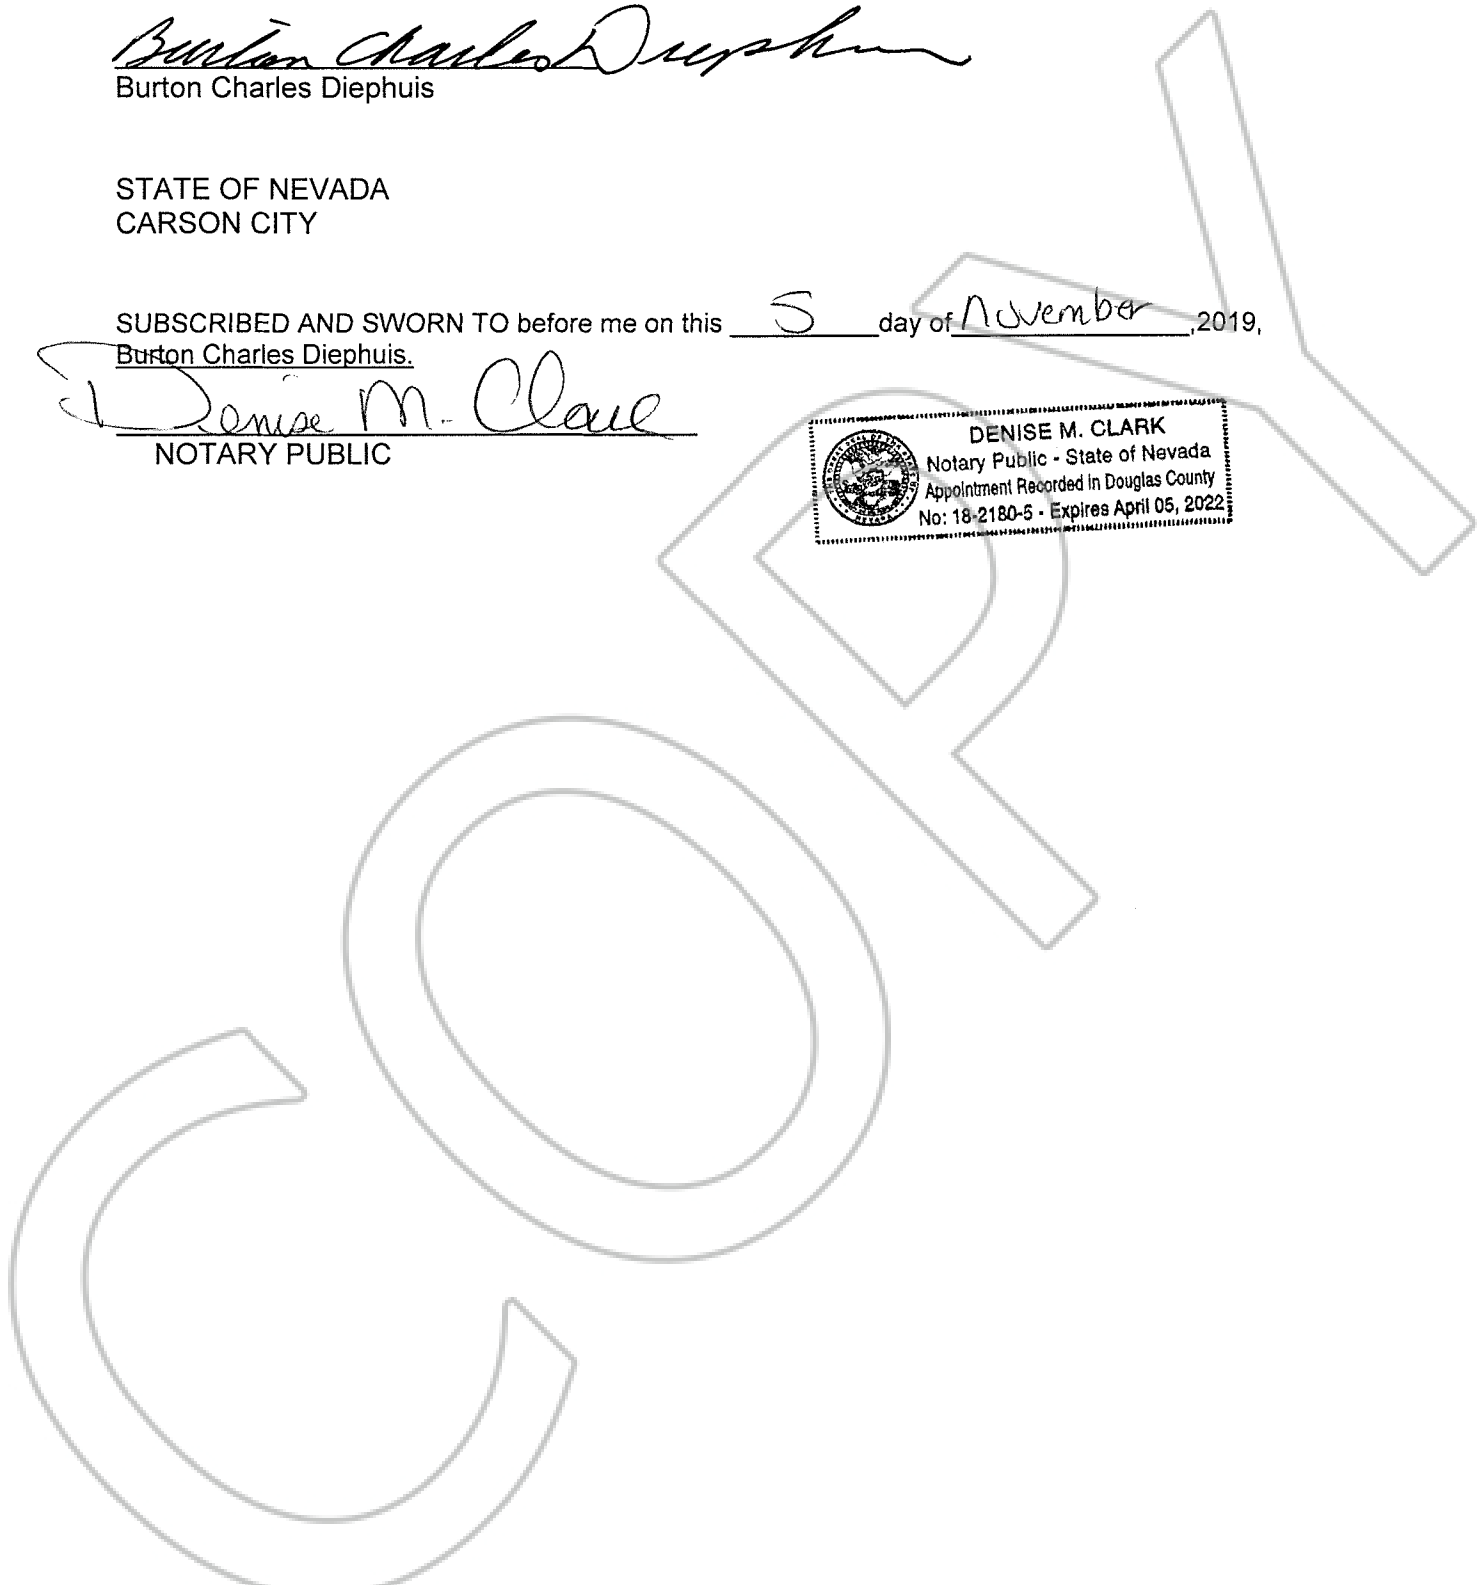 Burton Charles Diephuis
Burton Charles Diephuis
STATE OF NEVADA
CARSON CITY
SUBSCRIBED AND SWORN TO before me on this 5 day of November ,2019,
Burton Charles Diephuis.
Denise M. Clark
NOTARY PUBLIC
DENISE M. CLARK
Notary Public - State of Nevada
Appointment Recorded in Douglas County
No: 18-2180-5 - Expires April 05, 2022
COPY